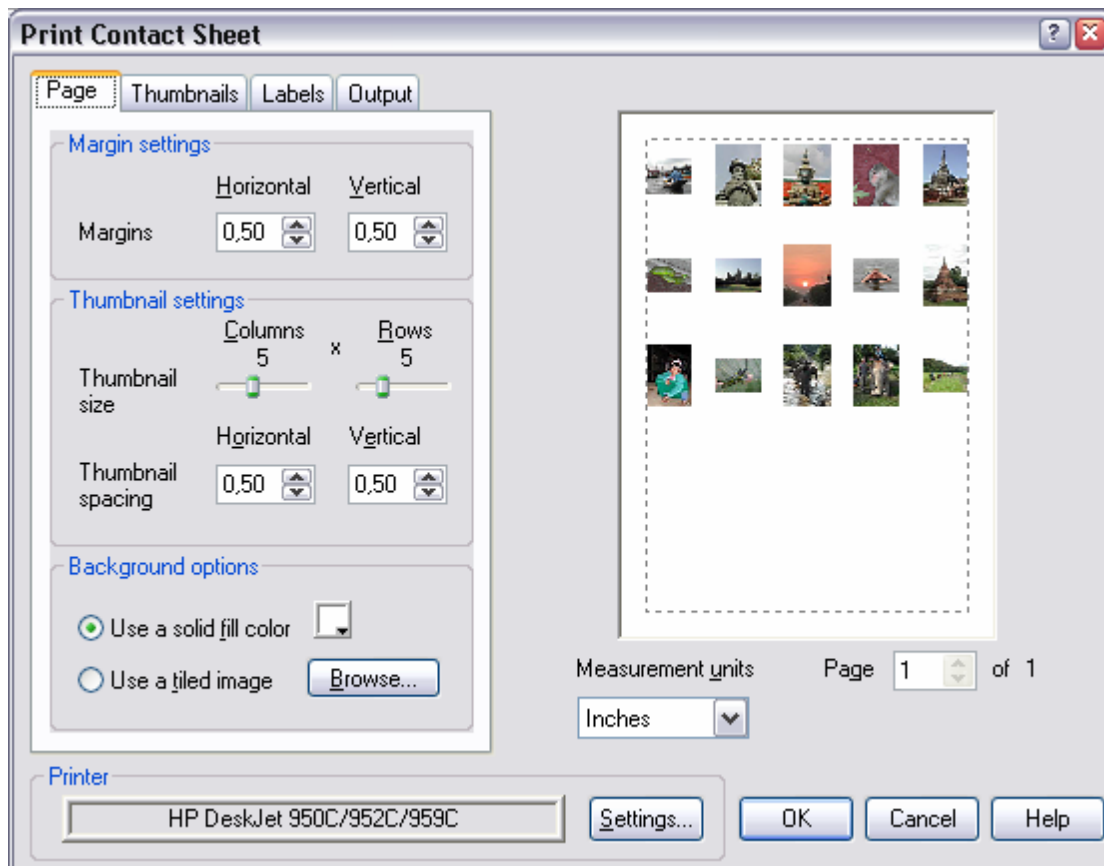 Print Contact Sheet
Page Thumbnails Labels Output
Margin settings
Horizontal Vertical
Margins 0,50 0,50
Thumbnail settings
Columns x Rows
5 5
Thumbnail
size
Horizontal Vertical
Thumbnail
spacing 0,50 0,50
Background options
Use a solid fill color
Use a tiled image Browse...
Measurement units Page 1 of 1
Inches
Printer
HP DeskJet 950C/952C/959C Settings... OK Cancel Help